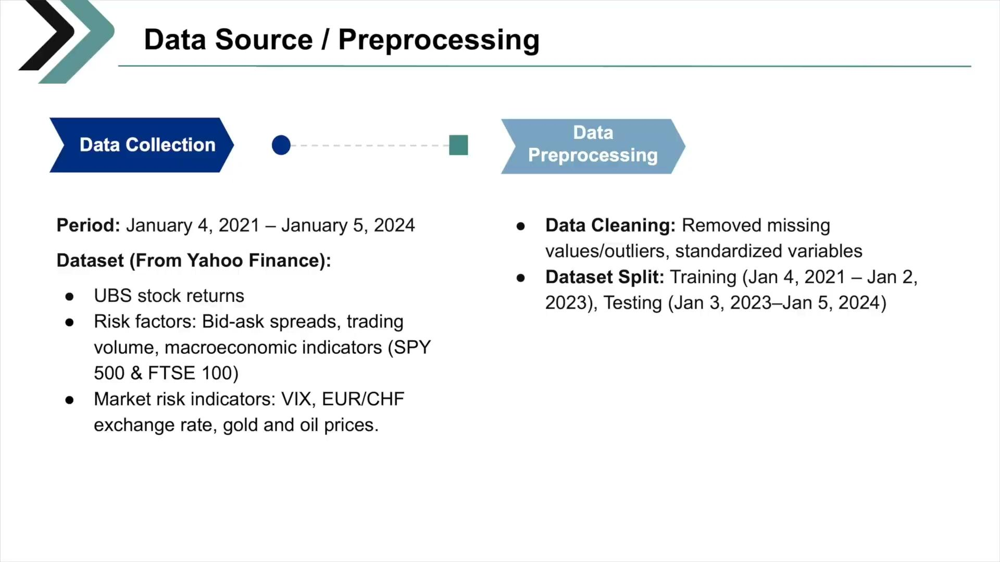 Data Source / Preprocessing
Data Collection
Data
Preprocessing
Period: January 4, 2021 – January 5, 2024
Dataset (From Yahoo Finance):
● UBS stock returns
● Risk factors: Bid-ask spreads, trading
volume, macroeconomic indicators (SPY
500 & FTSE 100)
● Market risk indicators: VIX, EUR/CHF
exchange rate, gold and oil prices.
● Data Cleaning: Removed missing
values/outliers, standardized variables
● Dataset Split: Training (Jan 4, 2021 – Jan 2,
2023), Testing (Jan 3, 2023–Jan 5, 2024)